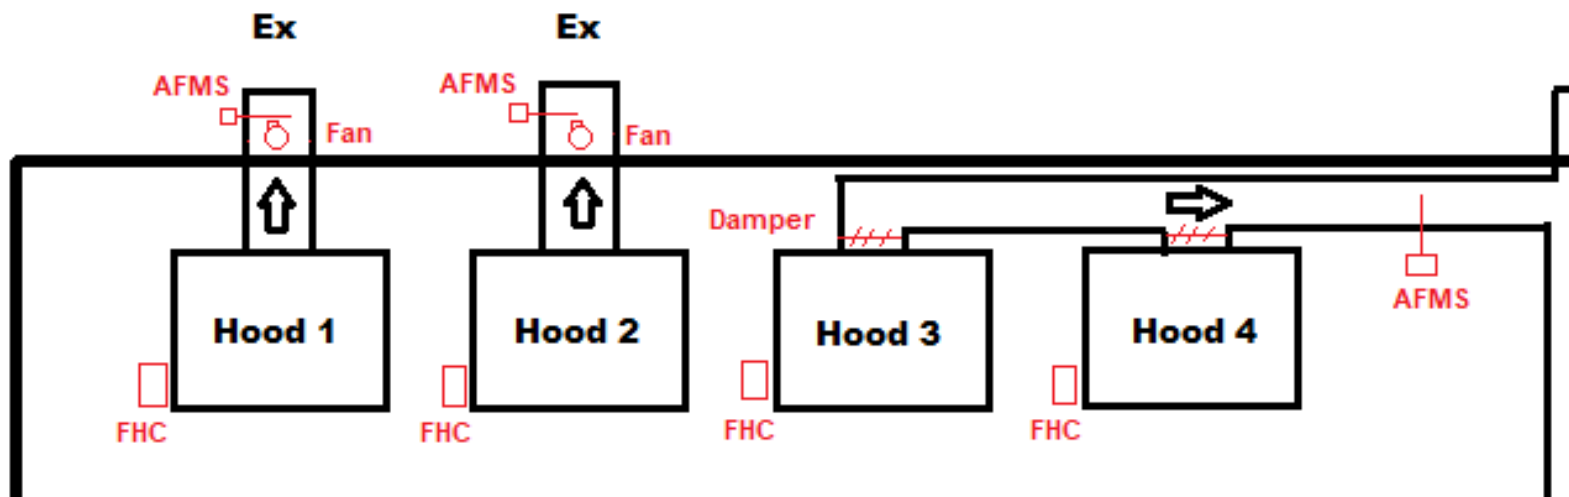 Ex
Ex
AFMS
AFMS
Fan
Fan
Damper
Hood 1
Hood 2
Hood 3
Hood 4
AFMS
FHC
FHC
FHC
FHC